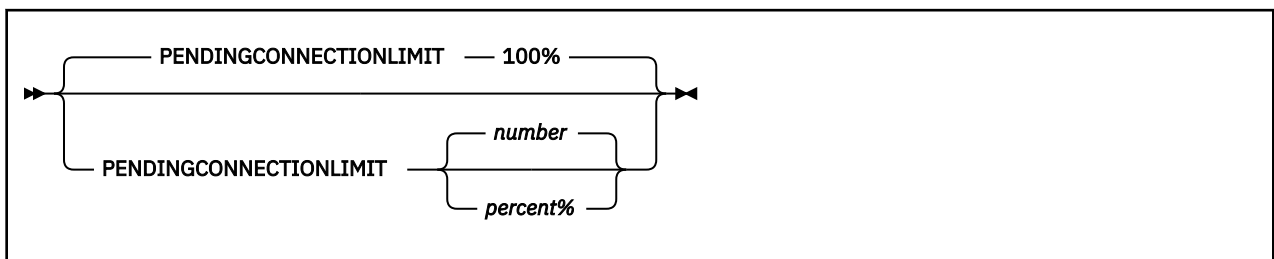 PENDINGCONNECTIONLIMIT 100%
number
PENDINGCONNECTIONLIMIT
percent%